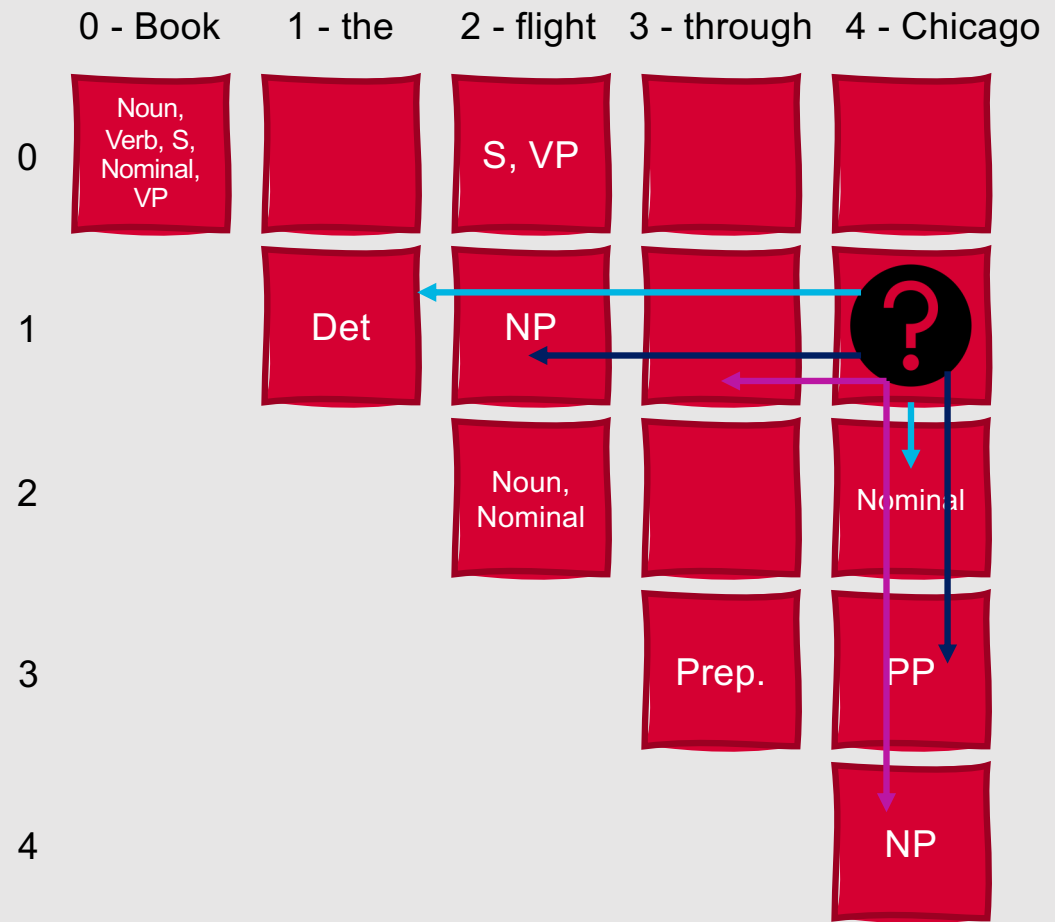 0 - Book 1 - the 2 - flight 3 - through 4 - Chicago
0
Noun,
Verb, S,
Nominal,
VP
S, VP
1
Det
NP
?
2
Noun,
Nominal
Nominal
3
Prep.
PP
4
NP